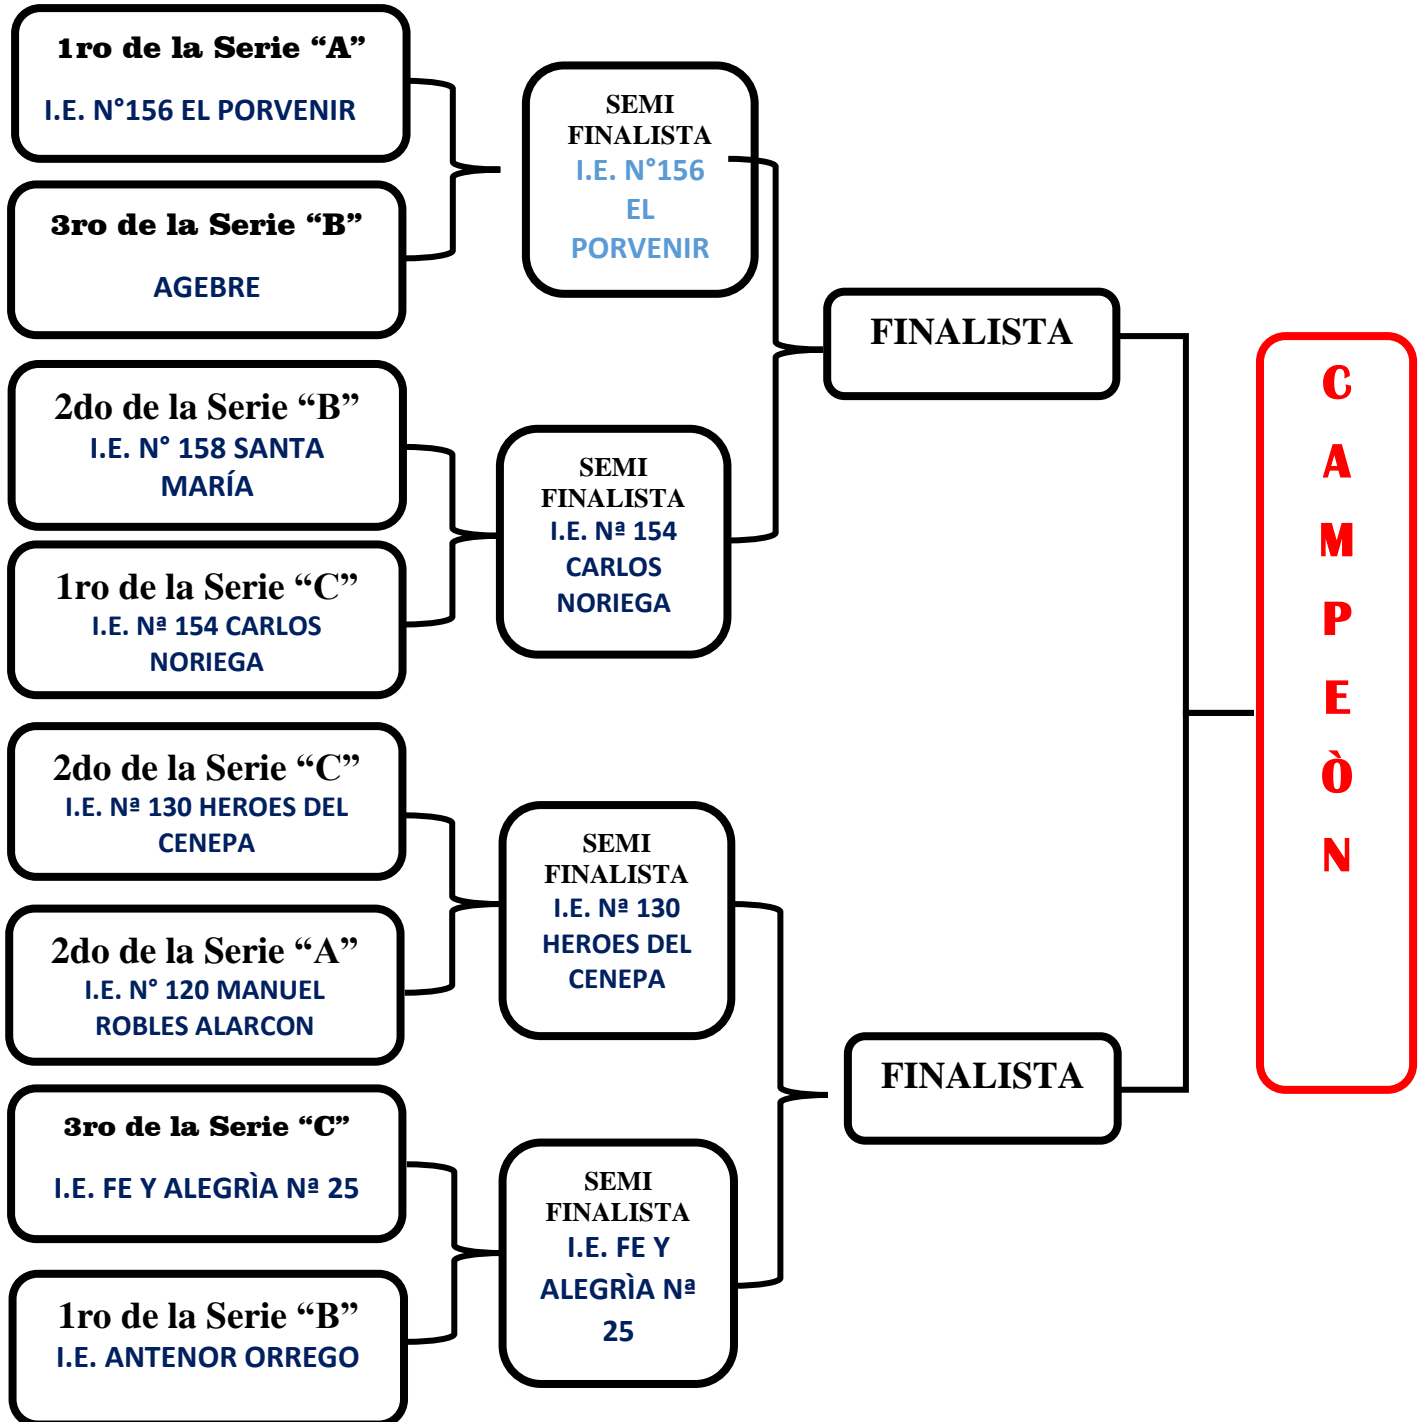 1ro de la Serie “A”
I.E. N°156 EL PORVENIR
3ro de la Serie “B”
AGEBRE
2do de la Serie “B”
I.E. N° 158 SANTA
MARÍA
1ro de la Serie “C”
I.E. Nª 154 CARLOS
NORIEGA
2do de la Serie “C”
I.E. Nª 130 HEROES DEL
CENEPA
2do de la Serie “A”
I.E. N° 120 MANUEL
ROBLES ALARCON
3ro de la Serie “C”
I.E. FE Y ALEGRÌA Nª 25
1ro de la Serie “B”
I.E. ANTENOR ORREGO
SEMI
FINALISTA
I.E. N°156
EL
PORVENIR
SEMI
FINALISTA
I.E. Nª 154
CARLOS
NORIEGA
SEMI
FINALISTA
I.E. Nª 130
HEROES DEL
CENEPA
SEMI
FINALISTA
I.E. FE Y
ALEGRÌA Nª
25
FINALISTA
FINALISTA
C
A
M
P
E
Ò
N